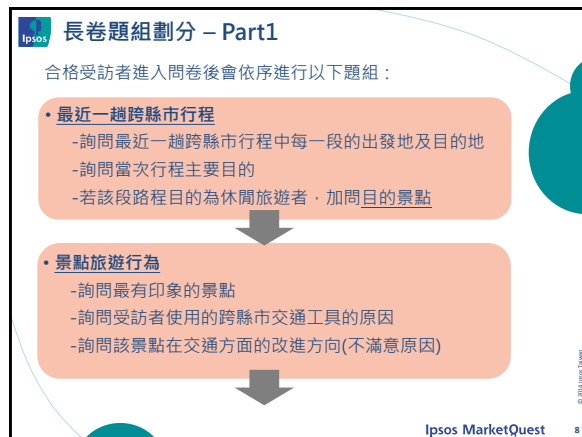 Ipsos
長卷題組劃分 – Part1
合格受訪者進入問卷後會依序進行以下題組：
• 最近一趟跨縣市行程
-詢問最近一趟跨縣市行程中每一段的出發地及目的地
-詢問當次行程主要目的
-若該段路程目的為休閒旅遊者，加問目的景點
• 景點旅遊行為
-詢問最有印象的景點
-詢問受訪者使用的跨縣市交通工具的原因
-詢問該景點在交通方面的改進方向(不滿意原因)
© 2014 Ipsos Taiwan
Ipsos MarketQuest 8